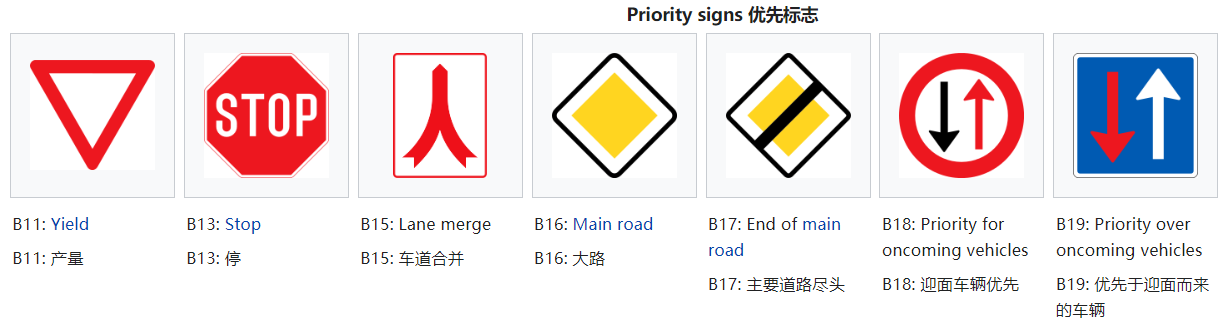 Priority signs 优先标志
STOP
B11: Yield
B11: 产量
B13: Stop
B13: 停
B15: Lane merge
B15: 车道合并
B16: Main road
B16: 大路
B17: End of main
road
B17: 主要道路尽头
B18: Priority for
oncoming vehicles
B18: 迎面车辆优先
B19: Priority over
oncoming vehicles
B19: 优先于迎面而来
的车辆